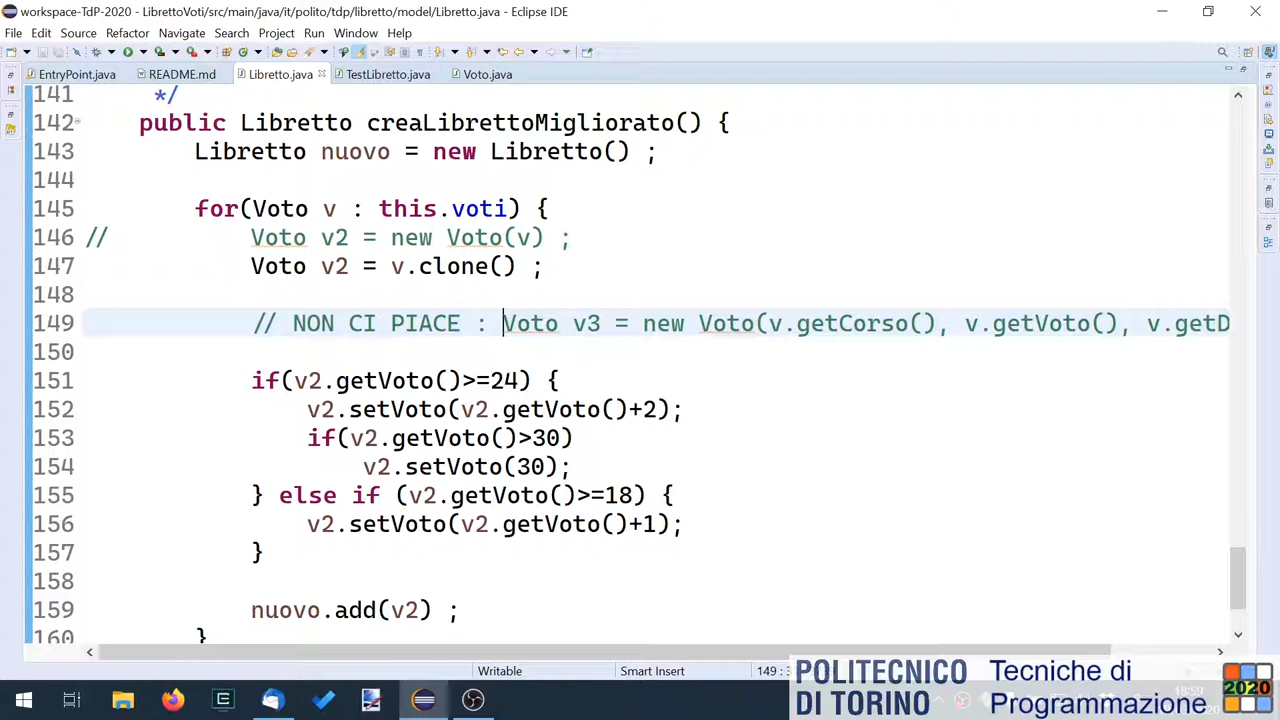 workspace-TdP-2020 - LibrettoVoti/src/main/java/it/polito/tdp/libretto/model/Libretto.java - Eclipse IDE
File Edit Source Refactor Navigate Search Project Run Window Help
EntryPoint.java README.md Libretto.java TestLibretto.java Voto.java
141 */
142 public Libretto creaLibrettoMigliorato() {
143 Libretto nuovo = new Libretto() ;
144
145 for(Voto v : this.voti) {
146 // Voto v2 = new Voto(v) ;
147 Voto v2 = v.clone() ;
148
149 // NON CI PIACE : Voto v3 = new Voto(v.getCorso(), v.getVoto(), v.getD
150
151 if(v2.getVoto()>=24) {
152 v2.setVoto(v2.getVoto()+2);
153 if(v2.getVoto()>30)
154 v2.setVoto(30);
155 } else if (v2.getVoto()>=18) {
156 v2.setVoto(v2.getVoto()+1);
157 }
158
159 nuovo.add(v2) ;
160 }
Writable Smart Insert 149 :
POLITECNICO DI TORINO
Tecniche di Programmazione
2020